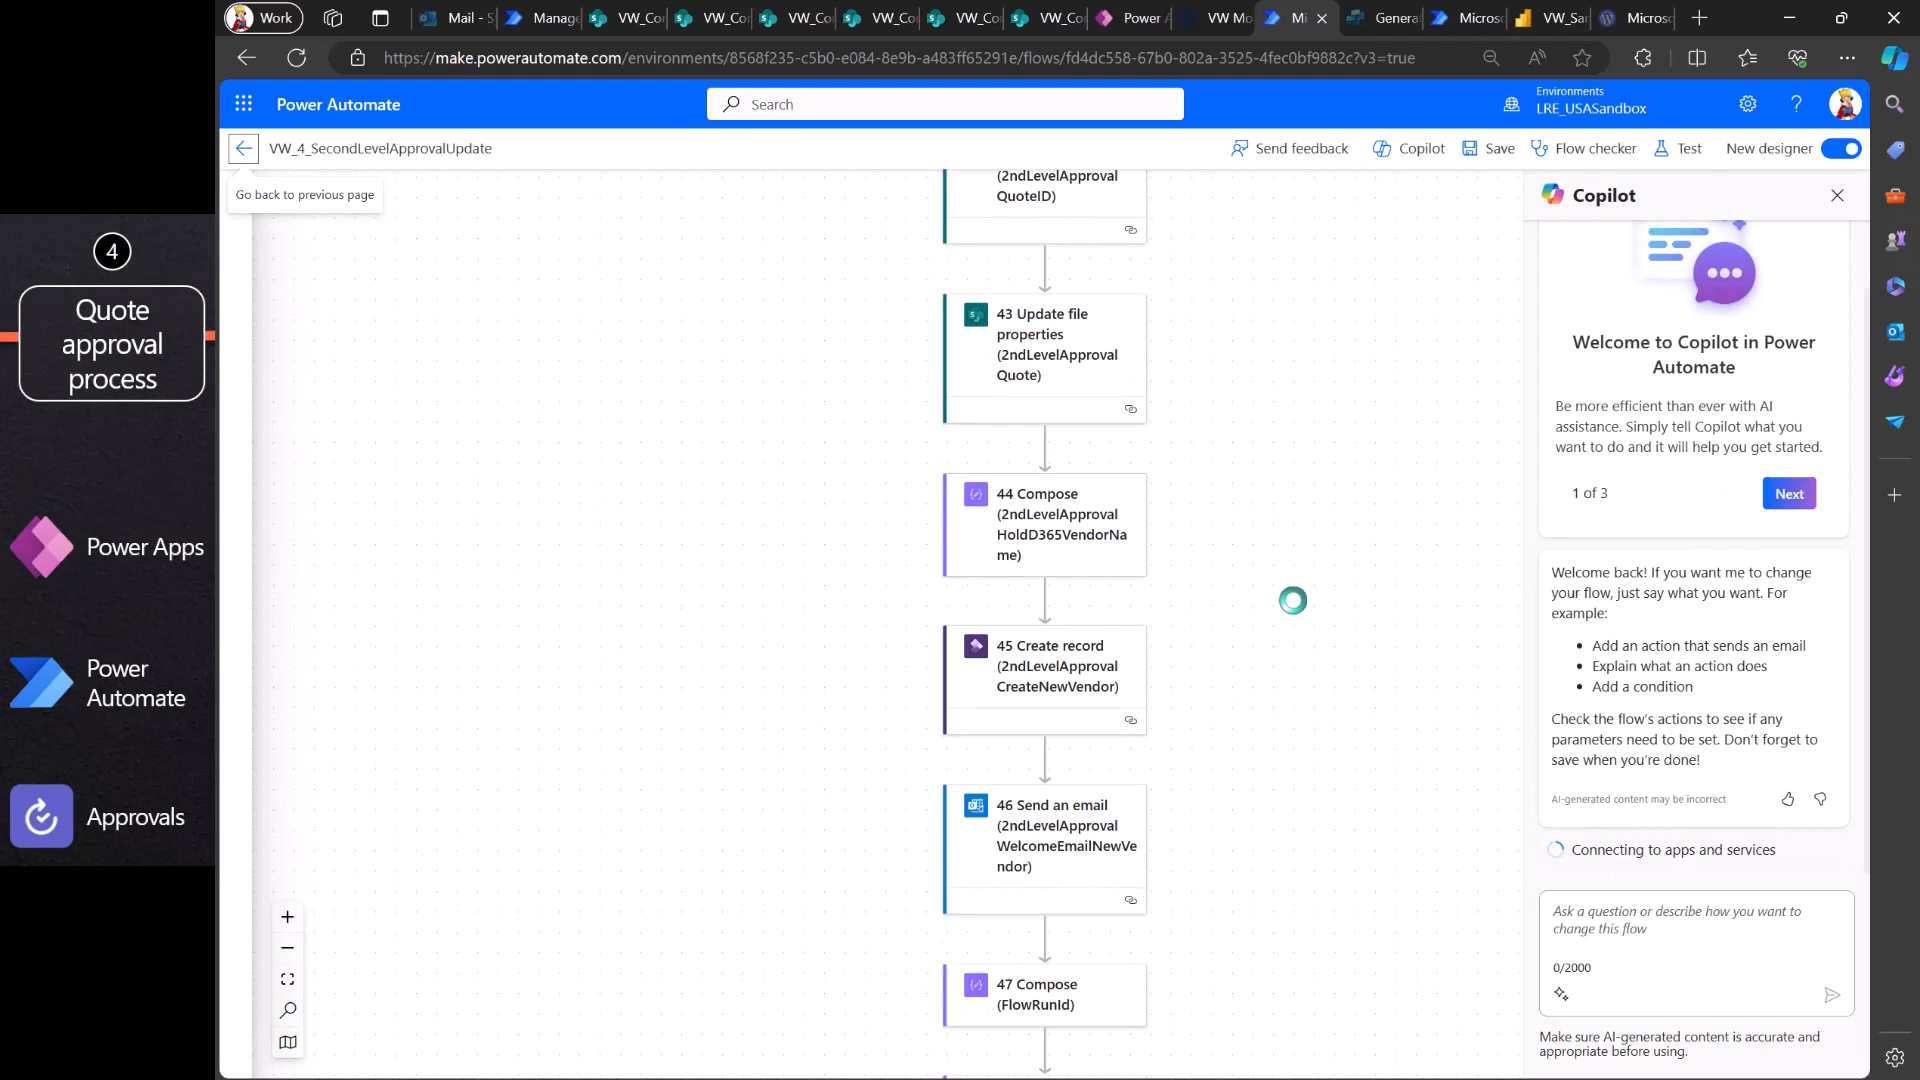 Work
Mail - S
Manage
VW_Co
VW_Co
VW_Co
VW_Co
VW_Co
VW_Co
Power A
VW Mo
Mi
Genera
Microso
VW_Sa
Microso
https://make.powerautomate.com/environments/8568f235-c5b0-e084-8e9b-a483ff65291e/flows/fd4dc558-67b0-802a-3525-4fec0bf9882c?v3=true
Power Automate
Search
Environments
LRE_USASandbox
VW_4_SecondLevelApprovalUpdate
Send feedback
Copilot
Save
Flow checker
Test
New designer
Go back to previous page
4
Quote
approval
process
Power Apps
Power
Automate
Approvals
(2ndLevelApproval
QuoteID)
43 Update file
properties
(2ndLevelApproval
Quote)
44 Compose
(2ndLevelApproval
HoldD365VendorNa
me)
45 Create record
(2ndLevelApproval
CreateNewVendor)
46 Send an email
(2ndLevelApproval
WelcomeEmailNewVe
ndor)
47 Compose
(FlowRunId)
Copilot
Welcome to Copilot in Power
Automate
Be more efficient than ever with AI
assistance. Simply tell Copilot what you
want to do and it will help you get started.
1 of 3
Next
Welcome back! If you want me to change
your flow, just say what you want. For
example:
• Add an action that sends an email
• Explain what an action does
• Add a condition
Check the flow's actions to see if any
parameters need to be set. Don't forget to
save when you're done!
AI-generated content may be incorrect
Connecting to apps and services
Ask a question or describe how you want to
change this flow
0/2000
Make sure AI-generated content is accurate and
appropriate before using.